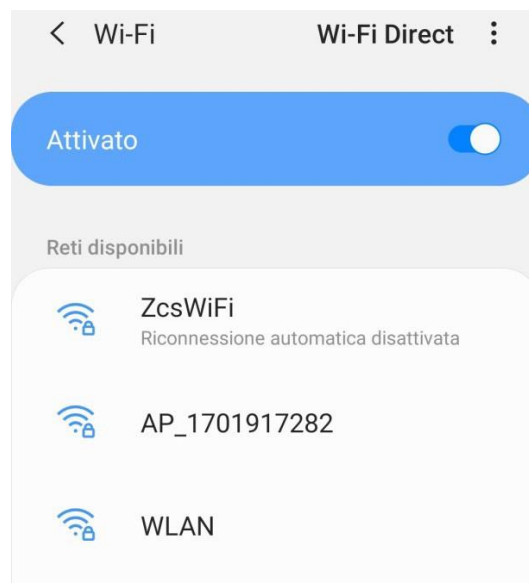 Wi-Fi Wi-Fi Direct
Attivato
Reti disponibili
ZcsWiFi
Riconnessione automatica disattivata
AP_1701917282
WLAN